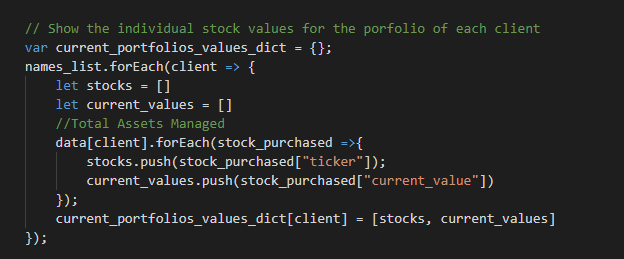 // Show the individual stock values for the porfolio of each client
var current_portfolios_values_dict = {};
names_list.forEach(client => {
    let stocks = []
    let current_values = []
    //Total Assets Managed
    data[client].forEach(stock_purchased =>{
        stocks.push(stock_purchased["ticker"]);
        current_values.push(stock_purchased["current_value"])
    });
    current_portfolios_values_dict[client] = [stocks, current_values]
});